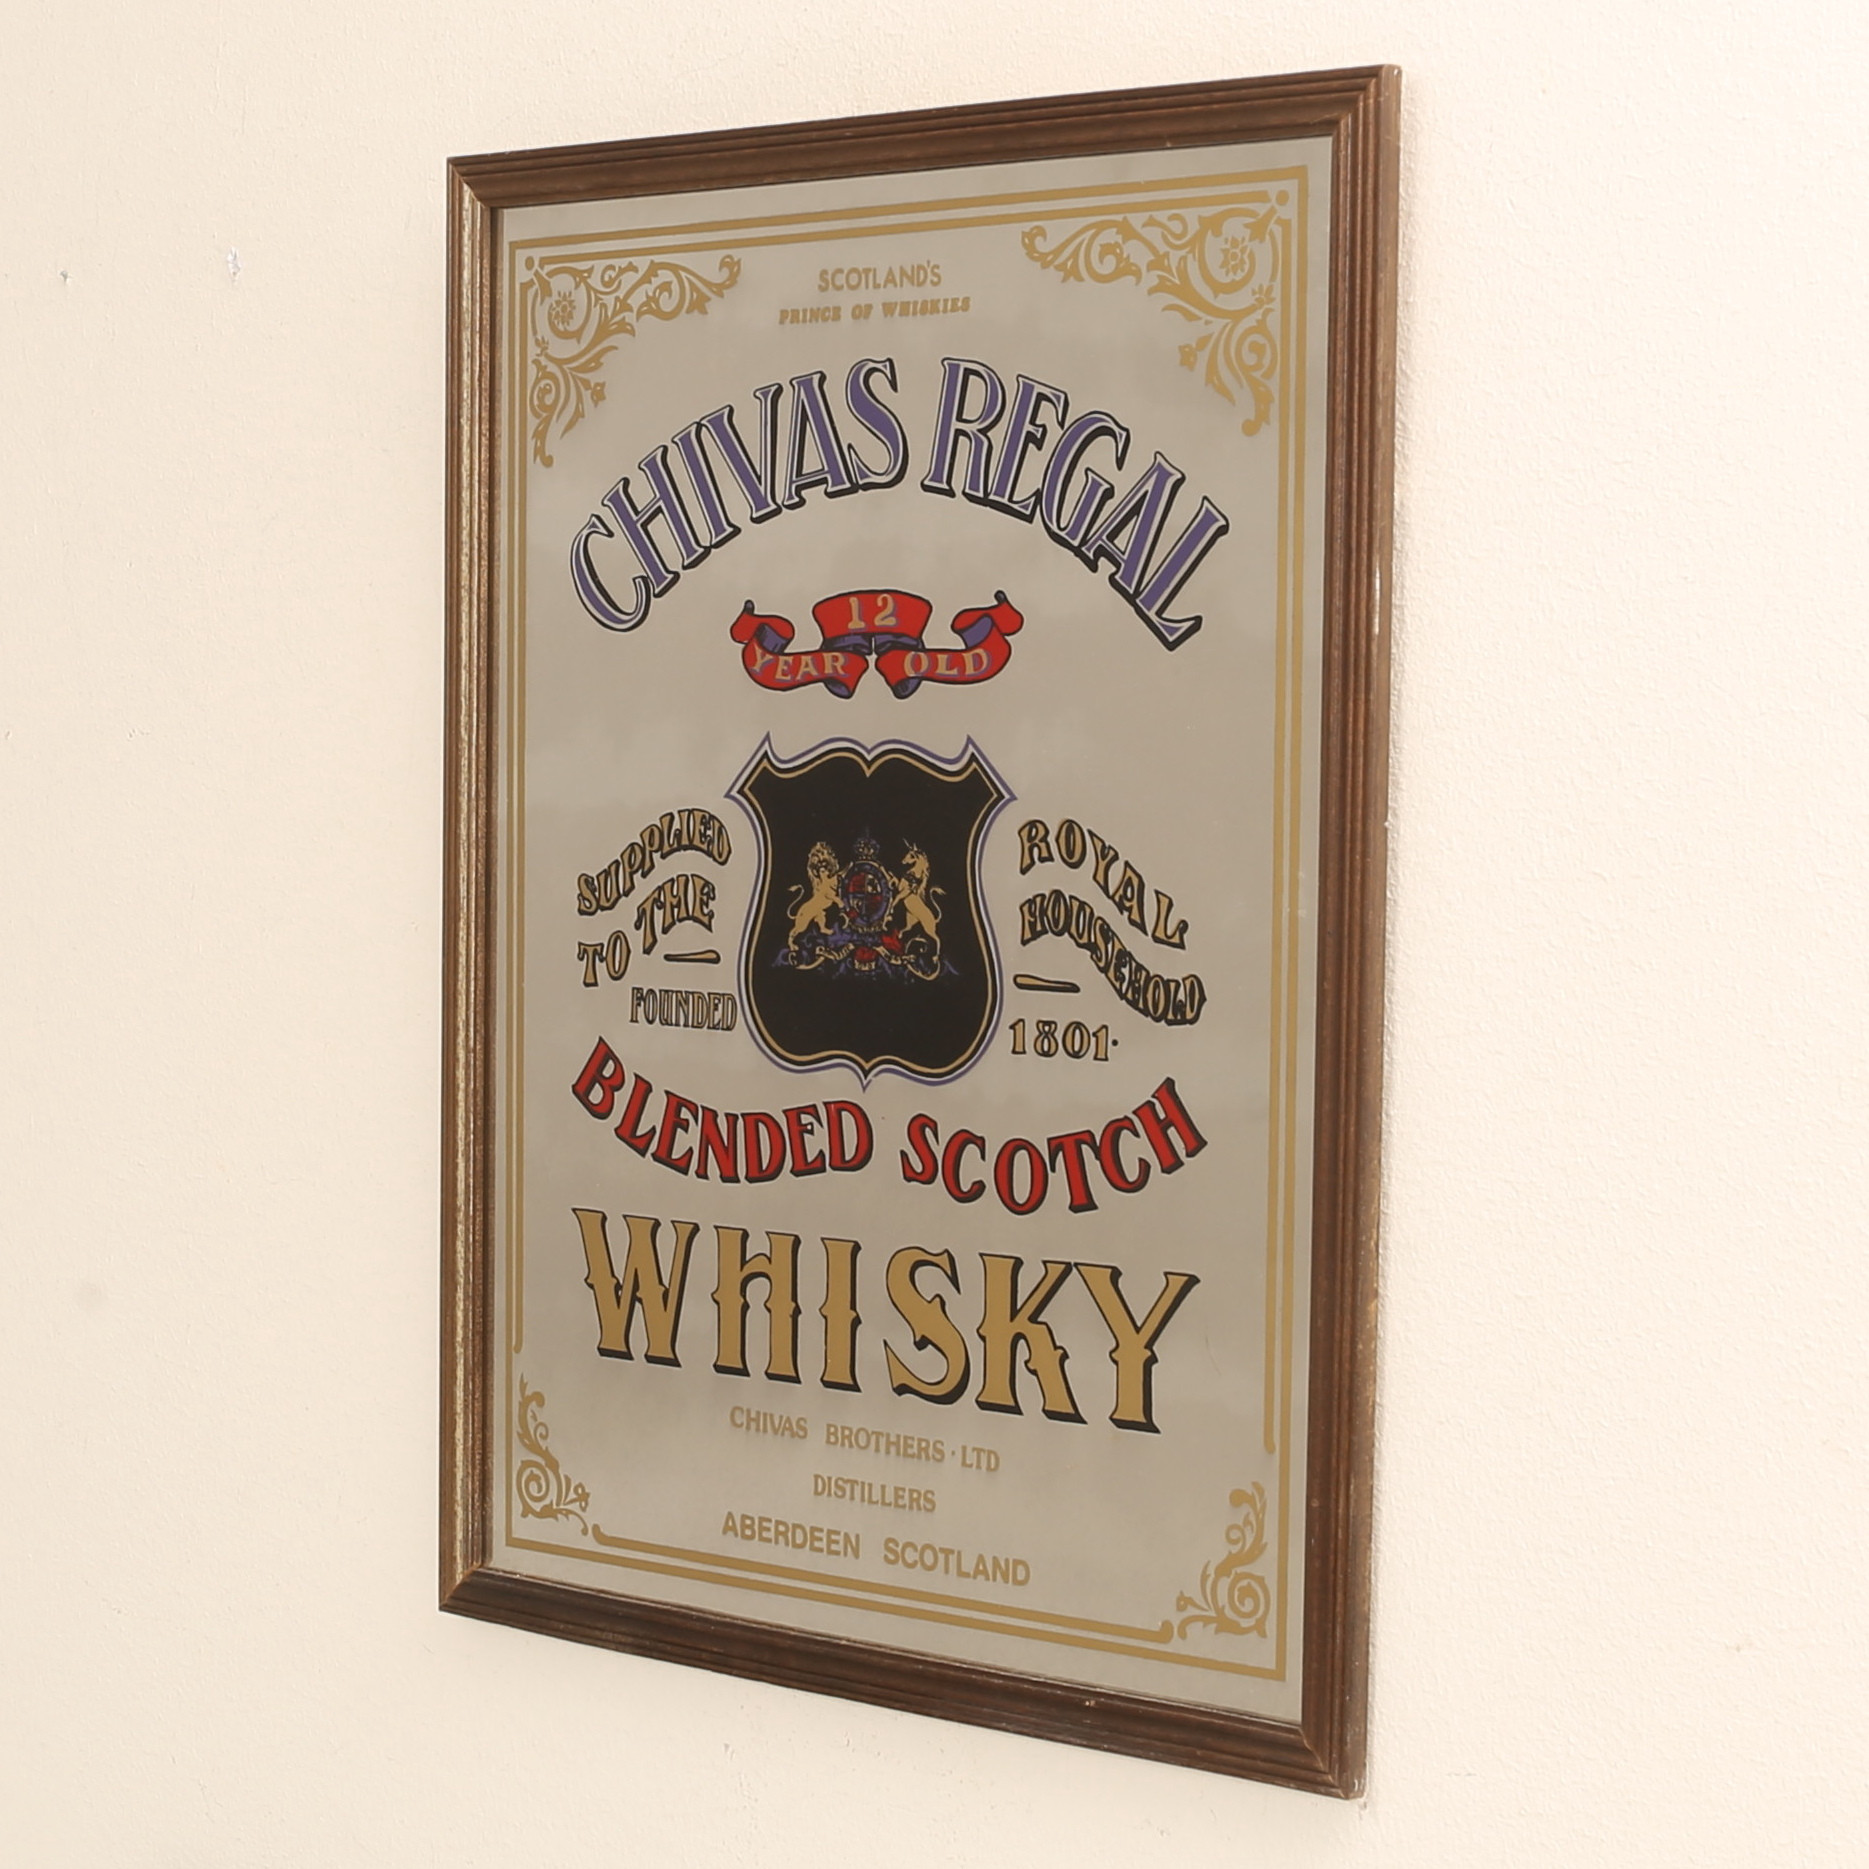 SCOTLAND'S
PRINCE OF WHISKIES
CHIVAS REGAL
12
YEAR OLD
SUPPLIED
TO THE
ROYAL
HOUSEHOLD
FOUNDED
1801.
BLENDED SCOTCH
WHISKY
CHIVAS BROTHERS · LTD
DISTILLERS
ABERDEEN SCOTLAND